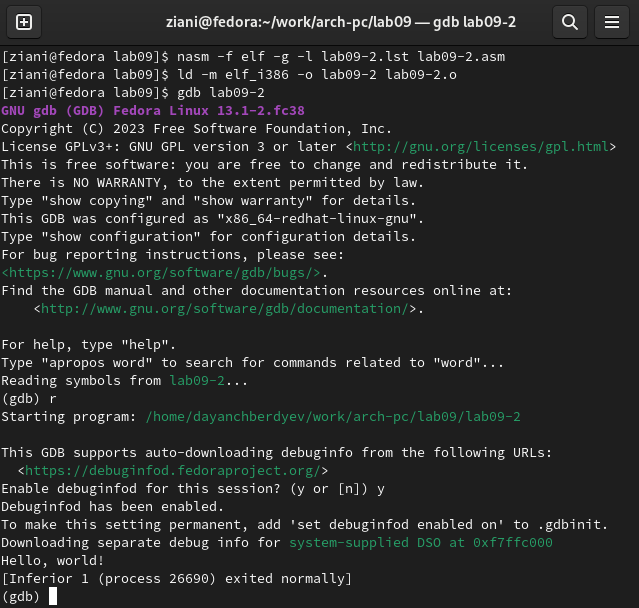 ziani@fedora:~/work/arch-pc/lab09 — gdb lab09-2
[ziani@fedora lab09]$ nasm -f elf -g -l lab09-2.lst lab09-2.asm
[ziani@fedora lab09]$ ld -m elf_i386 -o lab09-2 lab09-2.o
[ziani@fedora lab09]$ gdb lab09-2
GNU gdb (GDB) Fedora Linux 13.1-2.fc38
Copyright (C) 2023 Free Software Foundation, Inc.
License GPLv3+: GNU GPL version 3 or later <http://gnu.org/licenses/gpl.html>
This is free software: you are free to change and redistribute it.
There is NO WARRANTY, to the extent permitted by law.
Type "show copying" and "show warranty" for details.
This GDB was configured as "x86_64-redhat-linux-gnu".
Type "show configuration" for configuration details.
For bug reporting instructions, please see:
<https://www.gnu.org/software/gdb/bugs/>.
Find the GDB manual and other documentation resources online at:
    <http://www.gnu.org/software/gdb/documentation/>.

For help, type "help".
Type "apropos word" to search for commands related to "word"...
Reading symbols from lab09-2...
(gdb) r
Starting program: /home/dayanchberdyev/work/arch-pc/lab09/lab09-2

This GDB supports auto-downloading debuginfo from the following URLs:
  <https://debuginfod.fedoraproject.org/>
Enable debuginfod for this session? (y or [n]) y
Debuginfod has been enabled.
To make this setting permanent, add 'set debuginfod enabled on' to .gdbinit.
Downloading separate debug info for system-supplied DSO at 0xf7ffc000
Hello, world!
[Inferior 1 (process 26690) exited normally]
(gdb)